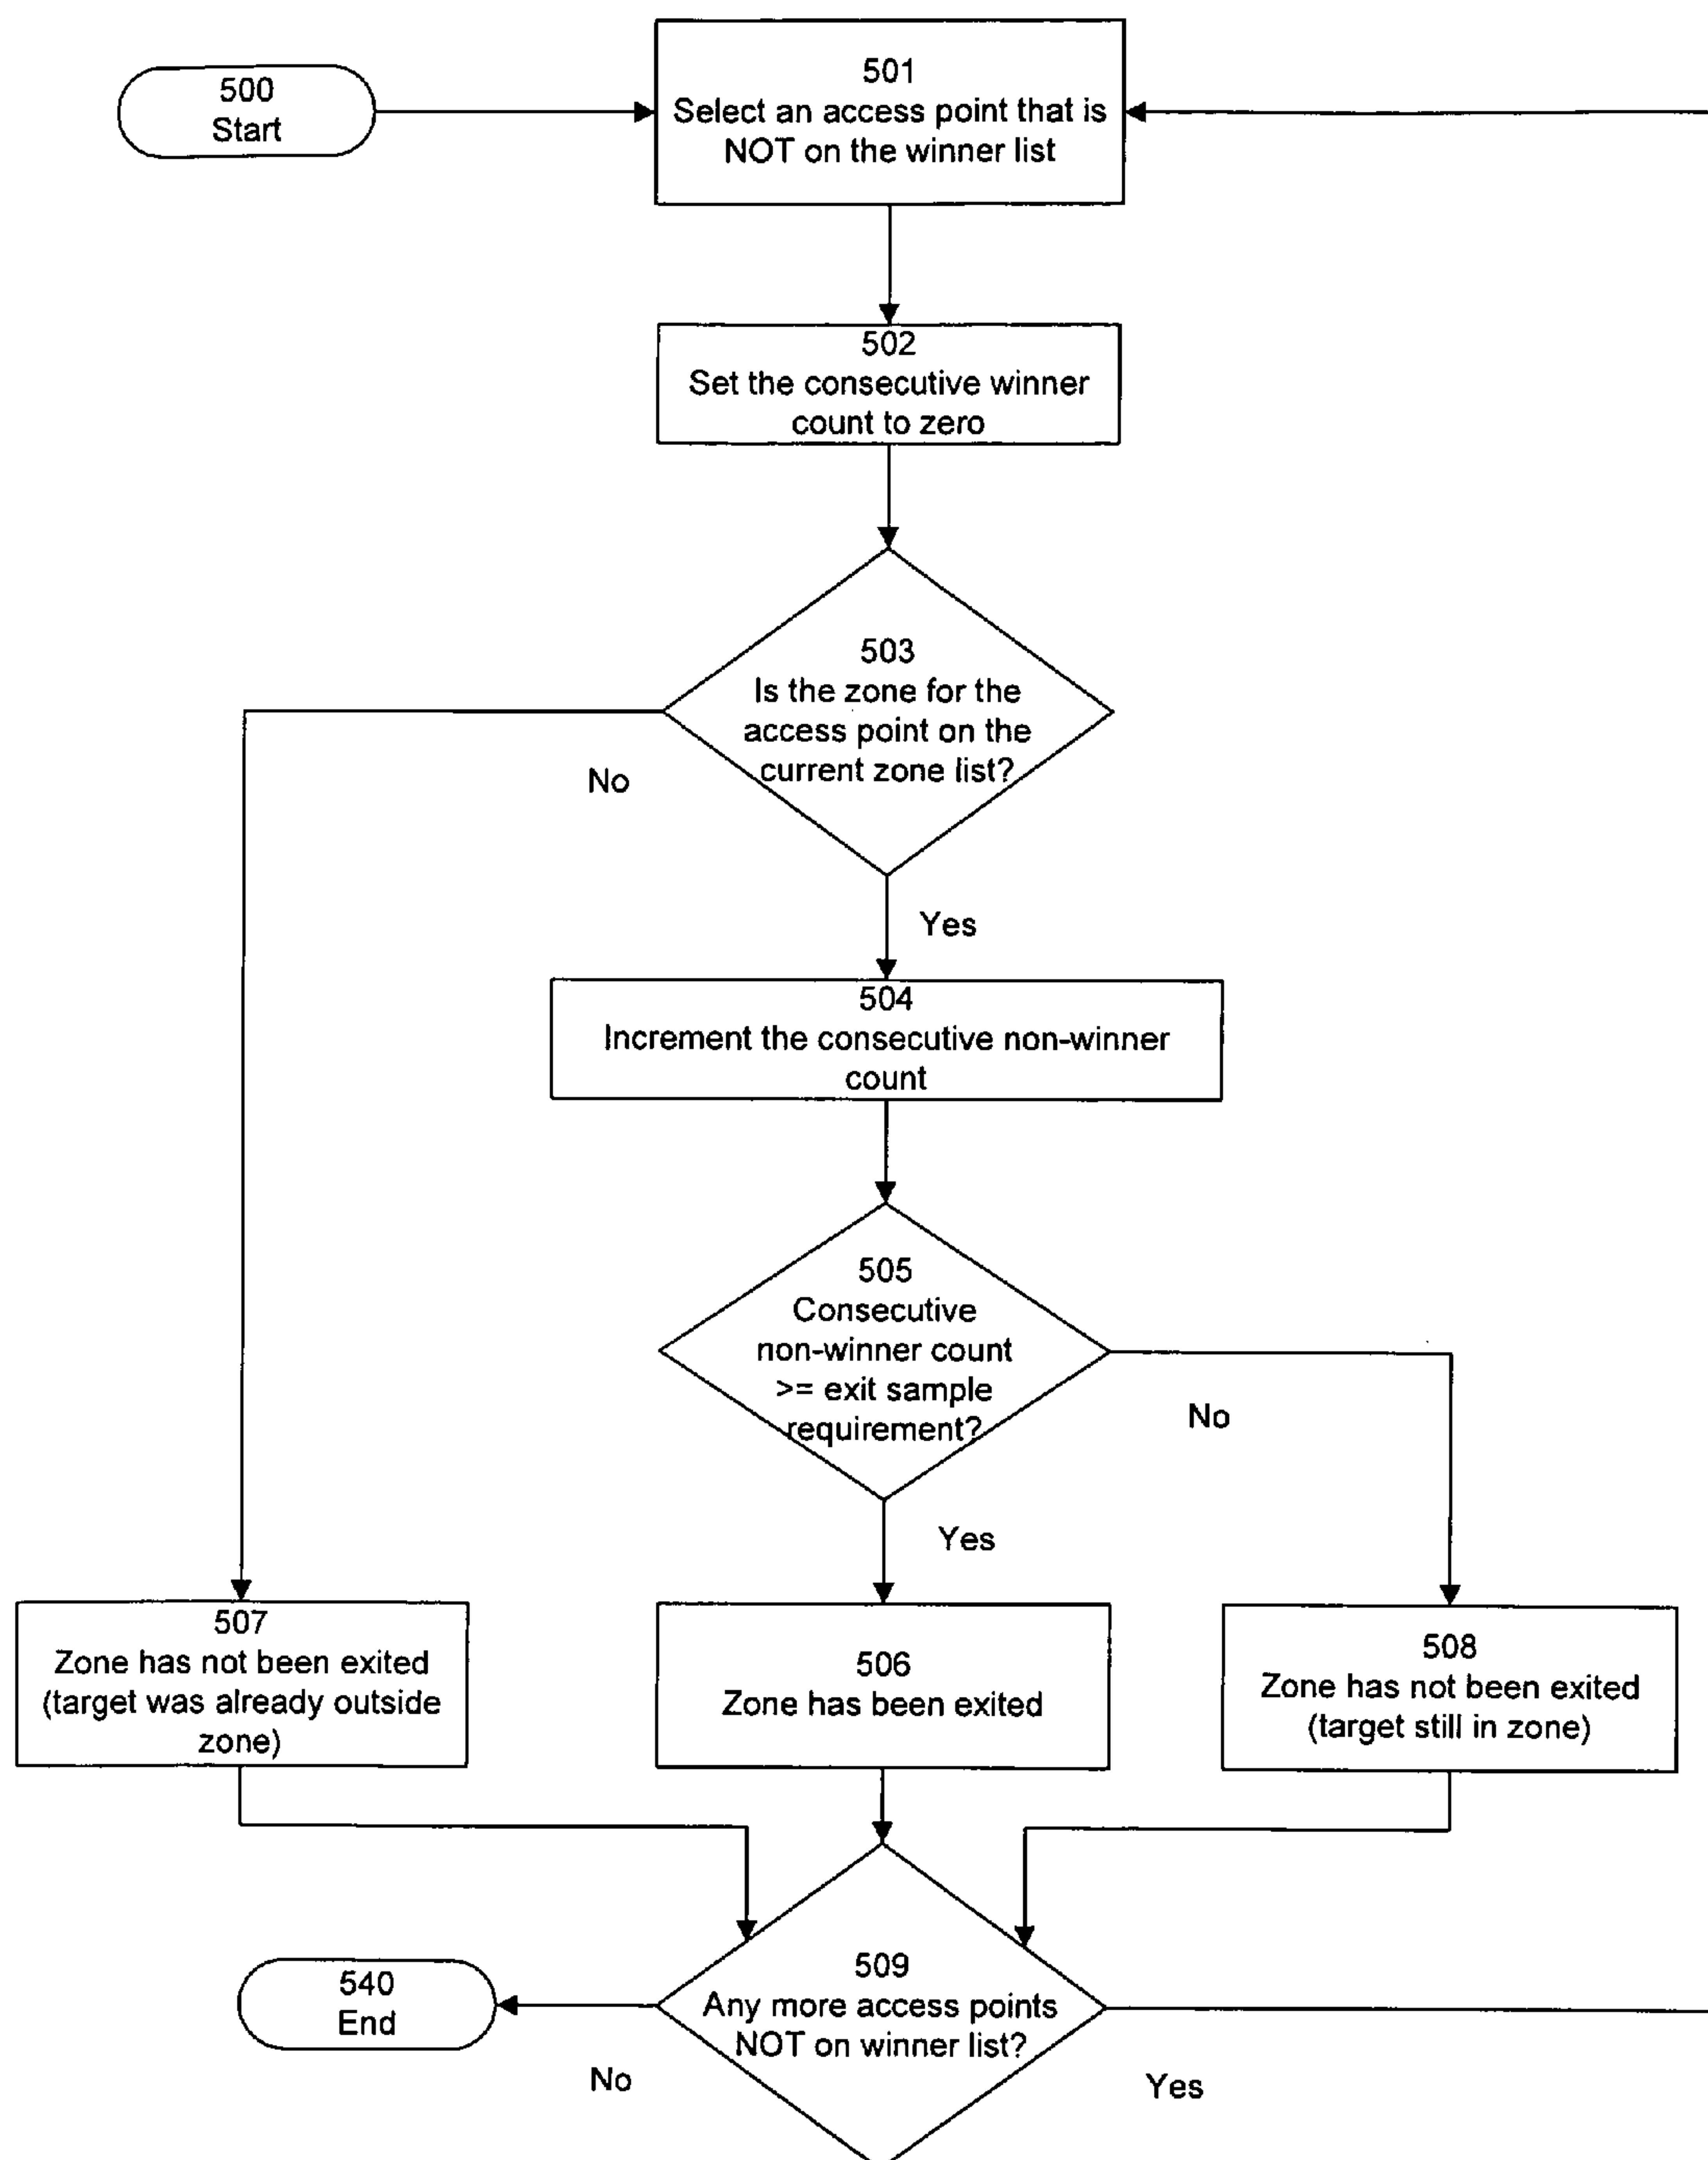 500
Start
501
Select an access point that is
NOT on the winner list
502
Set the consecutive winner
count to zero
503
Is the zone for the
access point on the
current zone list?
No
Yes
504
Increment the consecutive non-winner
count
505
Consecutive
non-winner count
>= exit sample
requirement?
No
Yes
507
Zone has not been exited
(target was already outside
zone)
506
Zone has been exited
508
Zone has not been exited
(target still in zone)
509
Any more access points
NOT on winner list?
540
End
No
Yes